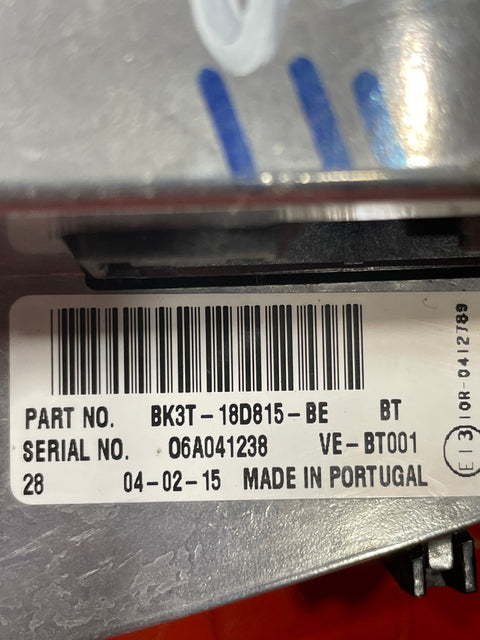 PART NO. BK3T-18D815-BE BT
SERIAL NO. 06A041238 VE-BT001
28 04-02-15 MADE IN PORTUGAL
E13 10R-0412789